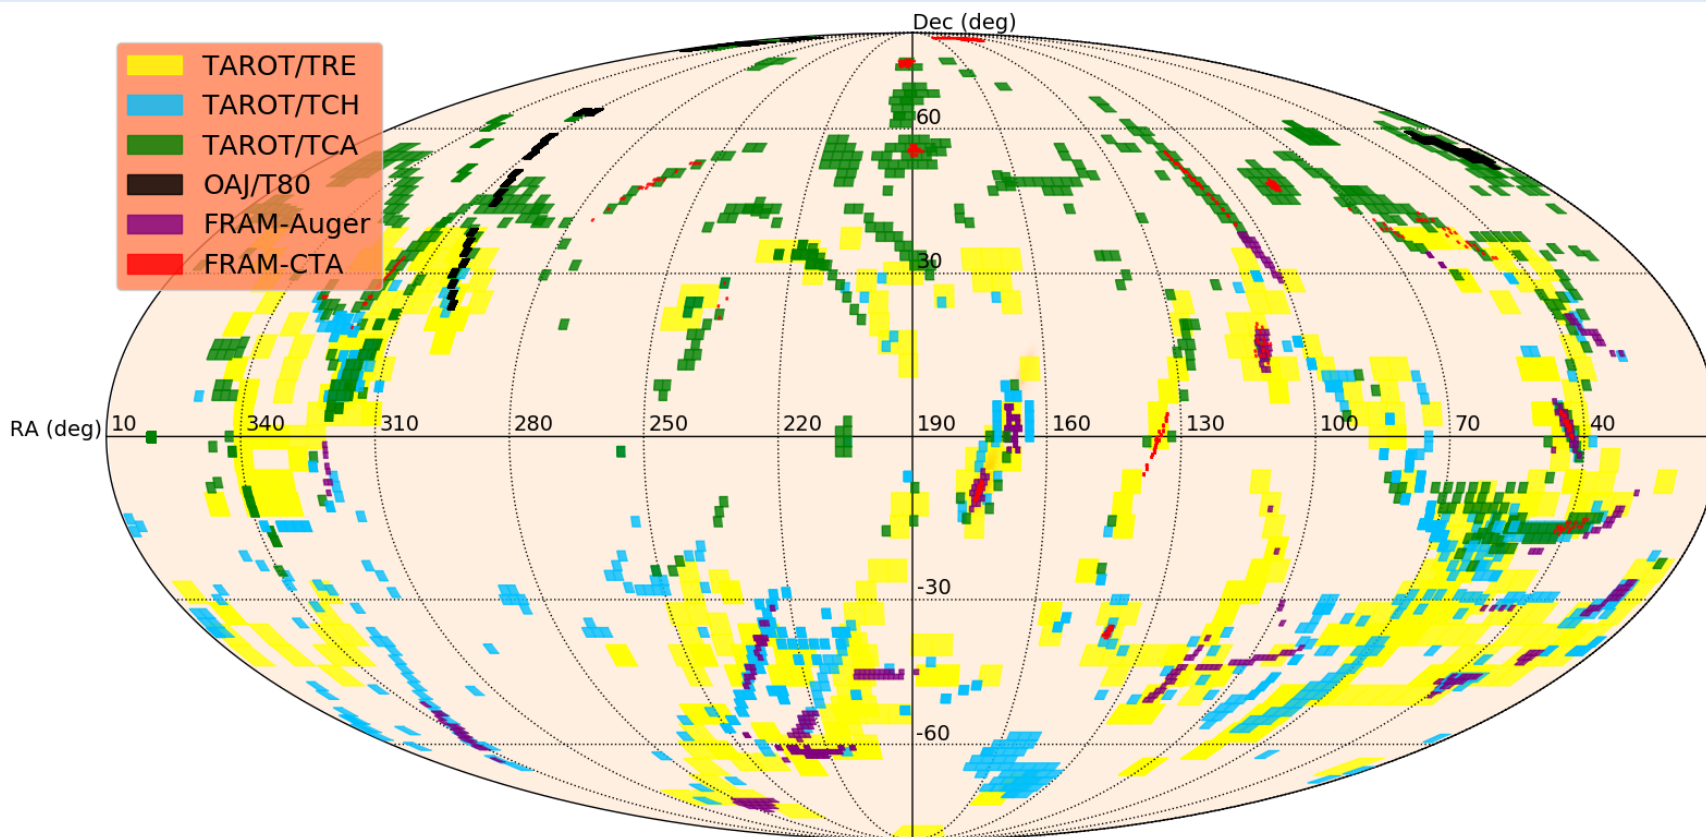 Dec (deg)
TAROT/TRE
TAROT/TCH
TAROT/TCA
OAJ/T80
FRAM-Auger
FRAM-CTA
60
30
RA (deg)
10
340
310
280
250
220
190
160
130
100
70
40
-30
-60